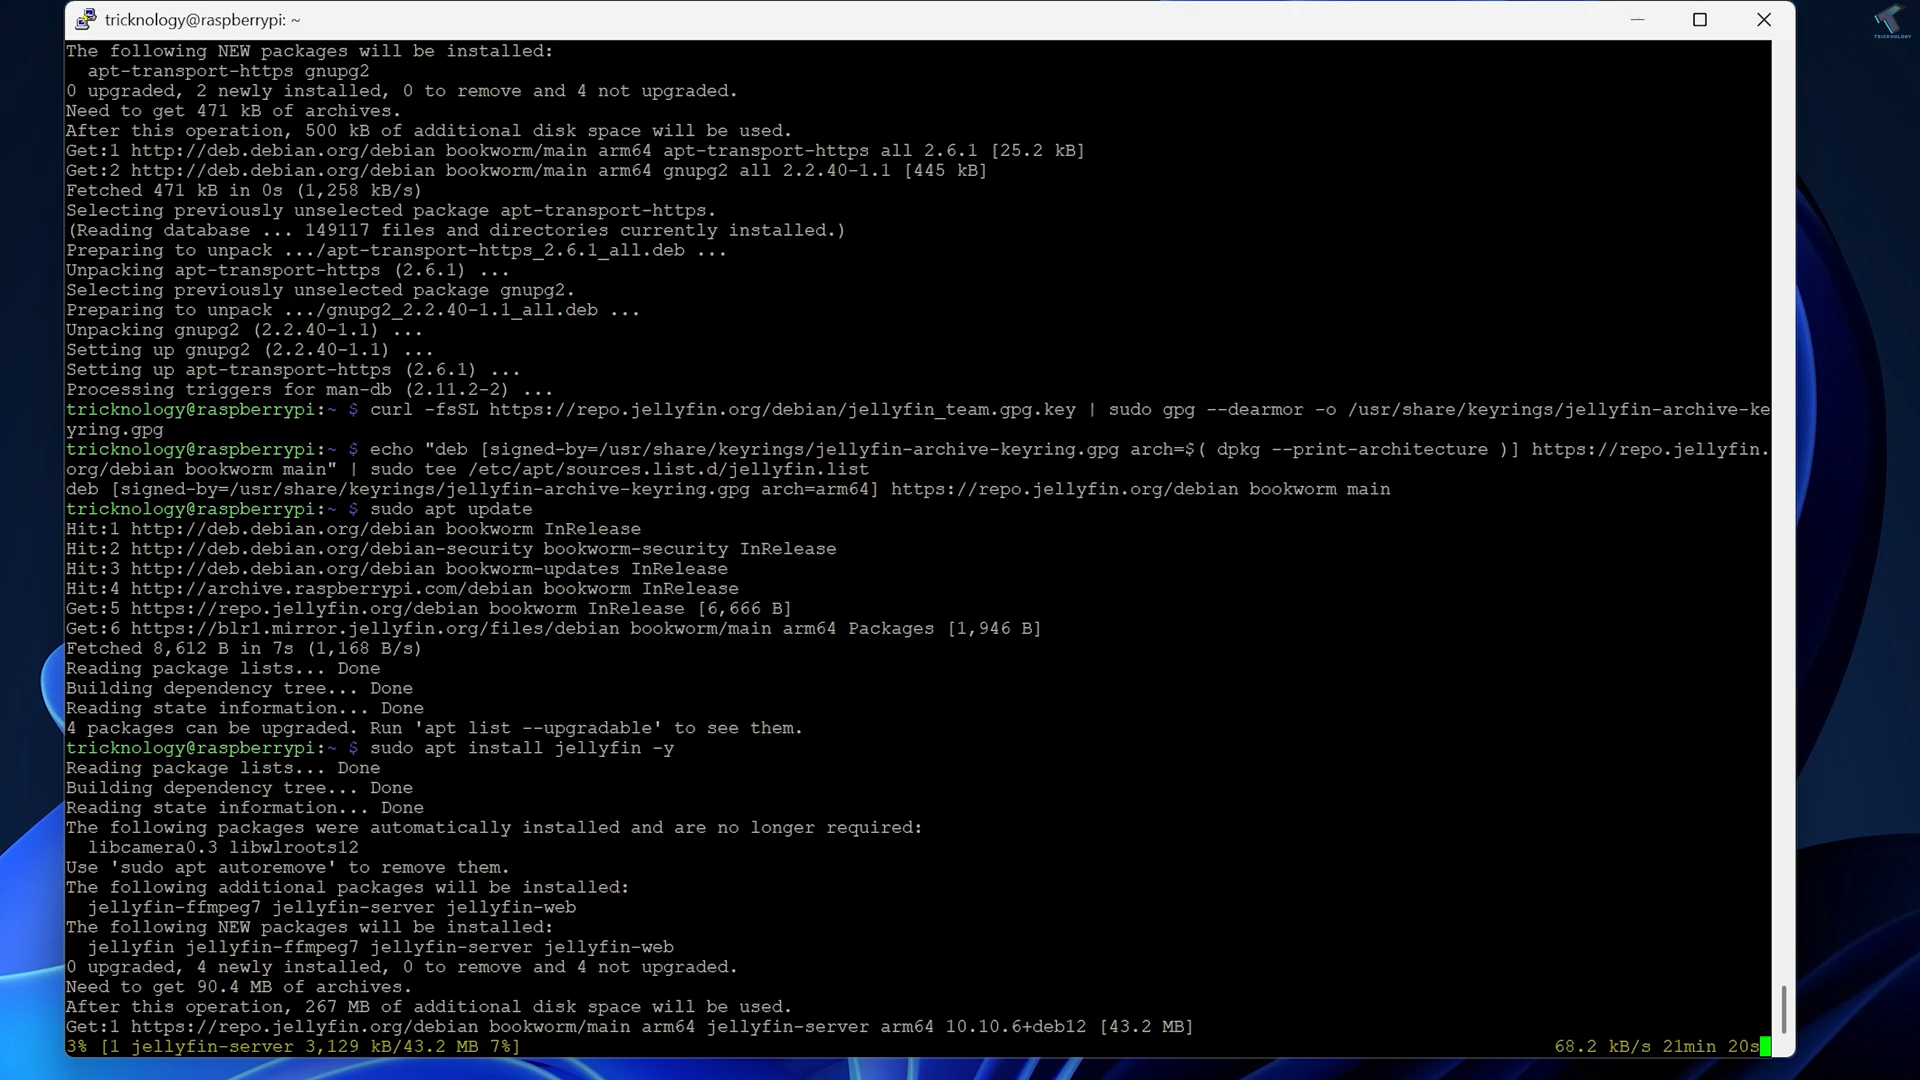 tricknology@raspberrypi: ~
TRICKNOLOGY
The following NEW packages will be installed:
  apt-transport-https gnupg2
0 upgraded, 2 newly installed, 0 to remove and 4 not upgraded.
Need to get 471 kB of archives.
After this operation, 500 kB of additional disk space will be used.
Get:1 http://deb.debian.org/debian bookworm/main arm64 apt-transport-https all 2.6.1 [25.2 kB]
Get:2 http://deb.debian.org/debian bookworm/main arm64 gnupg2 all 2.2.40-1.1 [445 kB]
Fetched 471 kB in 0s (1,258 kB/s)
Selecting previously unselected package apt-transport-https.
(Reading database ... 149117 files and directories currently installed.)
Preparing to unpack .../apt-transport-https_2.6.1_all.deb ...
Unpacking apt-transport-https (2.6.1) ...
Selecting previously unselected package gnupg2.
Preparing to unpack .../gnupg2_2.2.40-1.1_all.deb ...
Unpacking gnupg2 (2.2.40-1.1) ...
Setting up gnupg2 (2.2.40-1.1) ...
Setting up apt-transport-https (2.6.1) ...
Processing triggers for man-db (2.11.2-2) ...
tricknology@raspberrypi:~ $ curl -fsSL https://repo.jellyfin.org/debian/jellyfin_team.gpg.key | sudo gpg --dearmor -o /usr/share/keyrings/jellyfin-archive-ke
yring.gpg
tricknology@raspberrypi:~ $ echo "deb [signed-by=/usr/share/keyrings/jellyfin-archive-keyring.gpg arch=$( dpkg --print-architecture )] https://repo.jellyfin.
org/debian bookworm main" | sudo tee /etc/apt/sources.list.d/jellyfin.list
deb [signed-by=/usr/share/keyrings/jellyfin-archive-keyring.gpg arch=arm64] https://repo.jellyfin.org/debian bookworm main
tricknology@raspberrypi:~ $ sudo apt update
Hit:1 http://deb.debian.org/debian bookworm InRelease
Hit:2 http://deb.debian.org/debian-security bookworm-security InRelease
Hit:3 http://deb.debian.org/debian bookworm-updates InRelease
Hit:4 http://archive.raspberrypi.com/debian bookworm InRelease
Get:5 https://repo.jellyfin.org/debian bookworm InRelease [6,666 B]
Get:6 https://blr1.mirror.jellyfin.org/files/debian bookworm/main arm64 Packages [1,946 B]
Fetched 8,612 B in 7s (1,168 B/s)
Reading package lists... Done
Building dependency tree... Done
Reading state information... Done
4 packages can be upgraded. Run 'apt list --upgradable' to see them.
tricknology@raspberrypi:~ $ sudo apt install jellyfin -y
Reading package lists... Done
Building dependency tree... Done
Reading state information... Done
The following packages were automatically installed and are no longer required:
  libcamera0.3 libwlroots12
Use 'sudo apt autoremove' to remove them.
The following additional packages will be installed:
  jellyfin-ffmpeg7 jellyfin-server jellyfin-web
The following NEW packages will be installed:
  jellyfin jellyfin-ffmpeg7 jellyfin-server jellyfin-web
0 upgraded, 4 newly installed, 0 to remove and 4 not upgraded.
Need to get 90.4 MB of archives.
After this operation, 267 MB of additional disk space will be used.
Get:1 https://repo.jellyfin.org/debian bookworm/main arm64 jellyfin-server arm64 10.10.6+deb12 [43.2 MB]
3% [1 jellyfin-server 3,129 kB/43.2 MB 7%] 68.2 kB/s 21min 20s